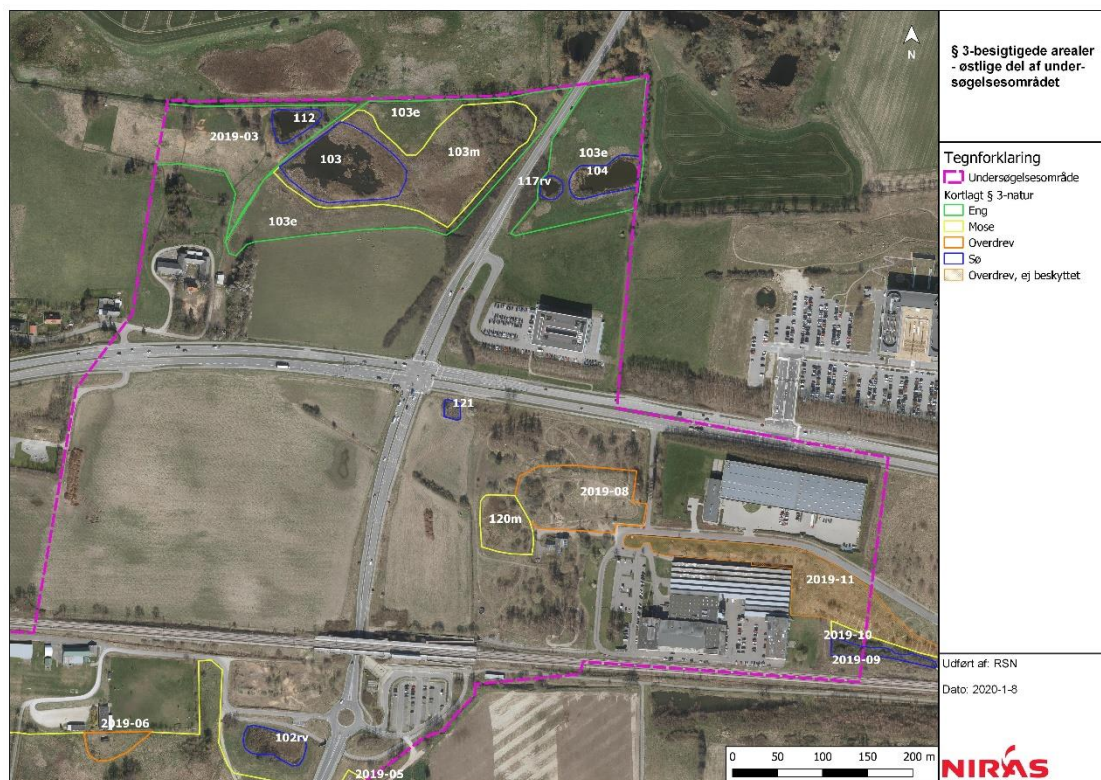 § 3-besigtigede arealer
- østlige del af under-
søgelsesområdet
Tegnforklaring
Undersøgelsesområde
Kortlagt § 3-natur
Eng
Mose
Overdrev
Sø
Overdrev, ej beskyttet
Udført af: RSN
Dato: 2020-1-8
NIRAS
N
112
103e
2019-03
103
103m
103e
104
117rv
103e
121
2019-08
120m
2019-11
2019-10
2019-09
2019-06
102rv
2019-05
0 50 100 150 200 m